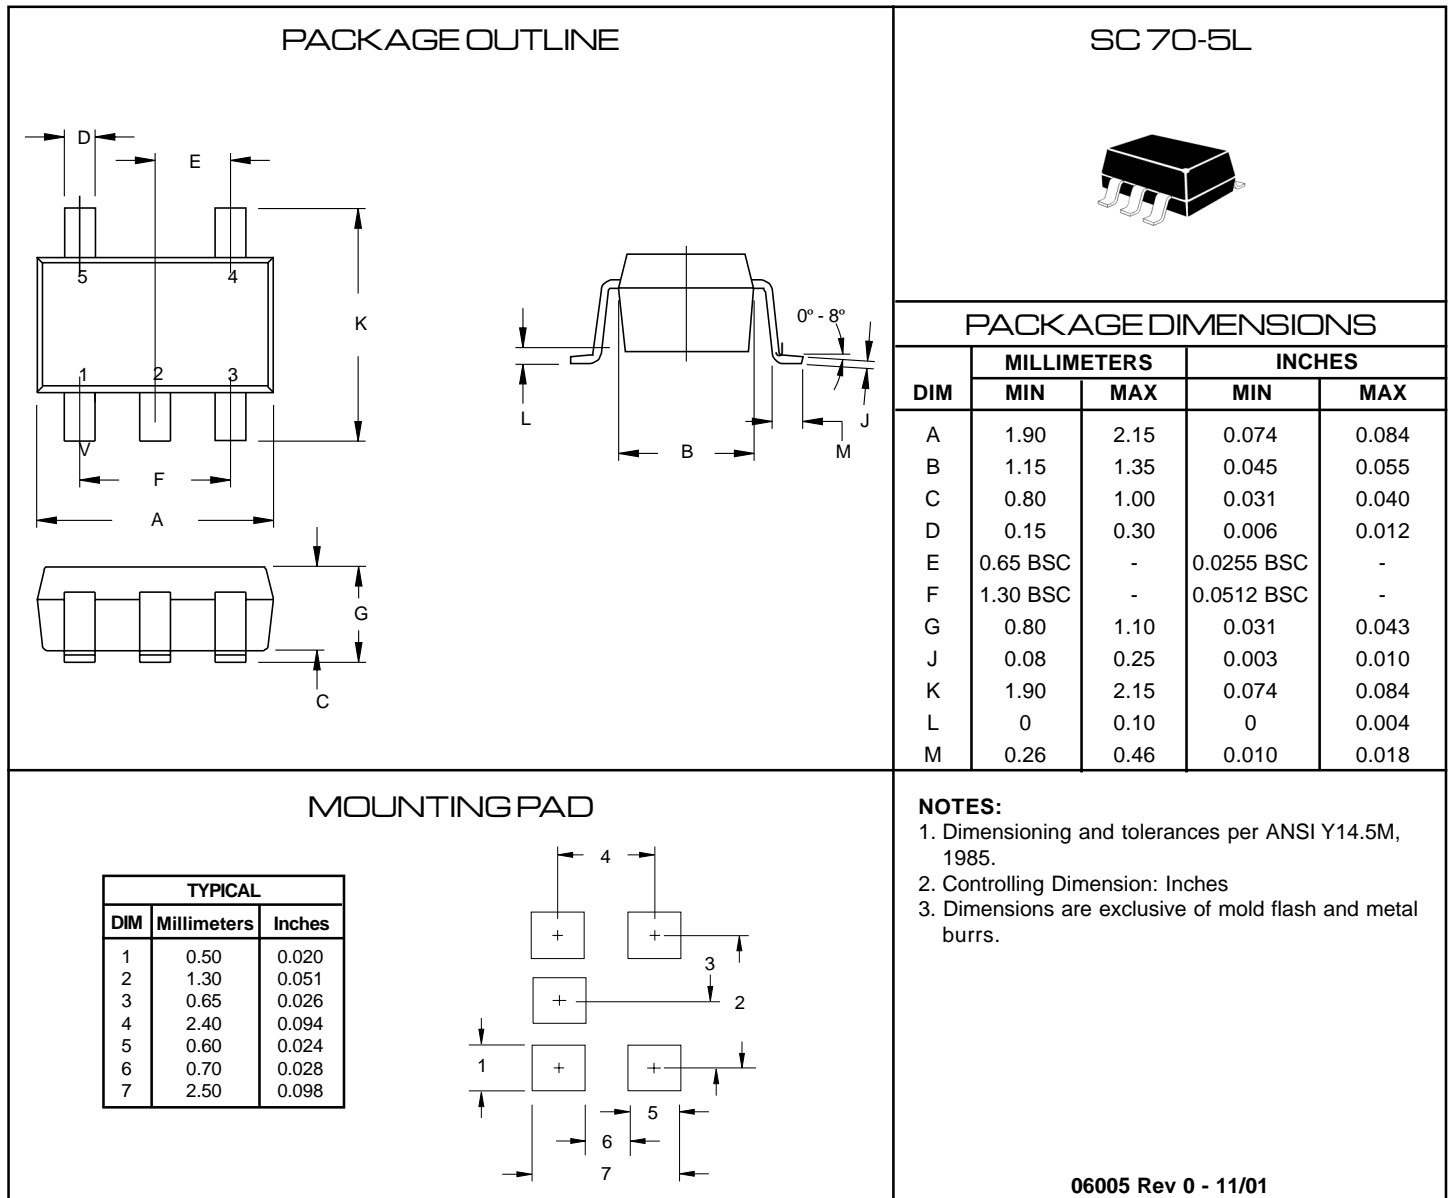 PACKAGE OUTLINE
D
E
5
4
K
1
2
3
V
F
A
G
C
0º - 8º
L
B
J
M
SC 70-5L
PACKAGE DIMENSIONS
MILLIMETERS INCHES
DIM MIN MAX MIN MAX
A 1.90 2.15 0.074 0.084
B 1.15 1.35 0.045 0.055
C 0.80 1.00 0.031 0.040
D 0.15 0.30 0.006 0.012
E 0.65 BSC - 0.0255 BSC -
F 1.30 BSC - 0.0512 BSC -
G 0.80 1.10 0.031 0.043
J 0.08 0.25 0.003 0.010
K 1.90 2.15 0.074 0.084
L 0 0.10 0 0.004
M 0.26 0.46 0.010 0.018
MOUNTING PAD
TYPICAL
DIM Millimeters Inches
1 0.50 0.020
2 1.30 0.051
3 0.65 0.026
4 2.40 0.094
5 0.60 0.024
6 0.70 0.028
7 2.50 0.098
4
3
2
1
5
6
7
NOTES:
1. Dimensioning and tolerances per ANSI Y14.5M,
1985.
2. Controlling Dimension: Inches
3. Dimensions are exclusive of mold flash and metal
burrs.
06005 Rev 0 - 11/01